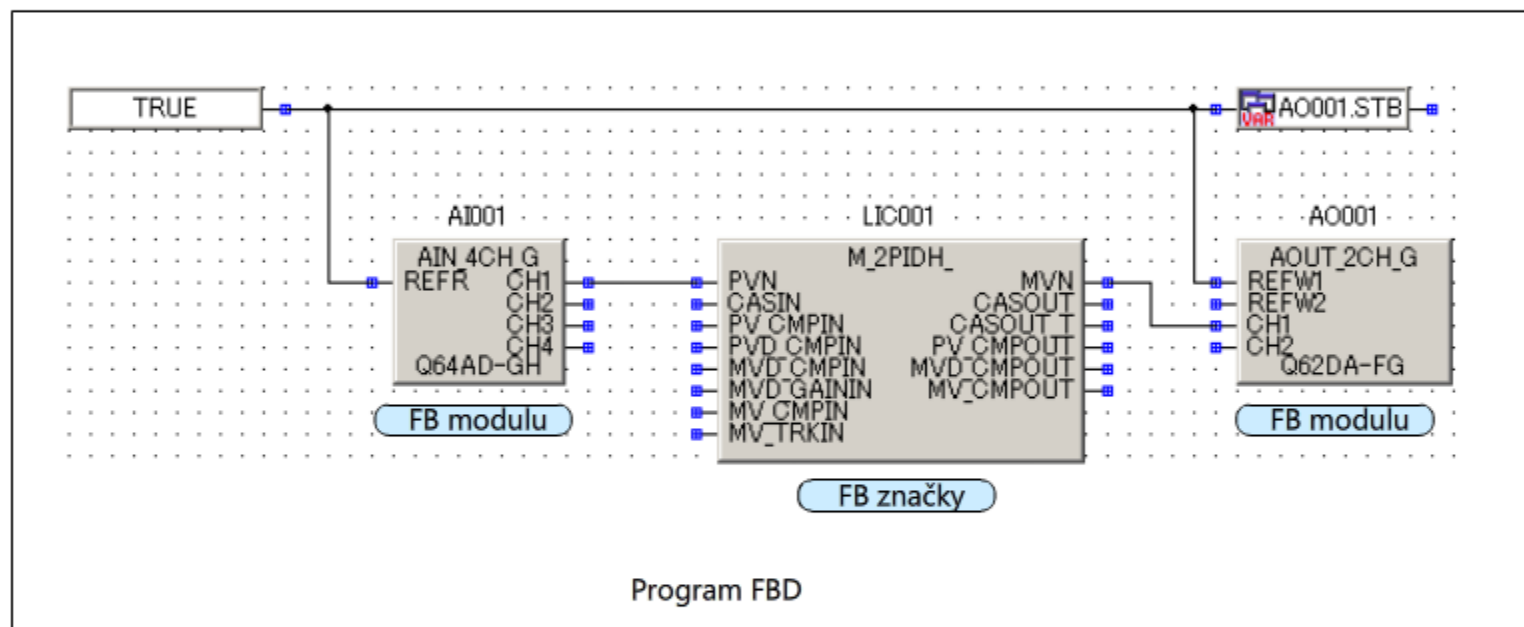 TRUE
VAR
AO001.STB
AI001
AIN_4CH_G
REFR
CH1
CH2
CH3
CH4
Q64AD-GH
FB modulu
LIC001
M_2PIDH_
PVN
CASIN
PV_CMPIN
PVD_CMPIN
MVD_CMPIN
MVD_GAININ
MV_CMPIN
MV_TRKIN
MVN
CASOUT
CASOUT_T
PV_CMPOUT
MVD_CMPOUT
MV_CMPOUT
FB značky
AO001
AOUT_2CH_G
REFW1
REFW2
CH1
CH2
Q62DA-FG
FB modulu
Program FBD